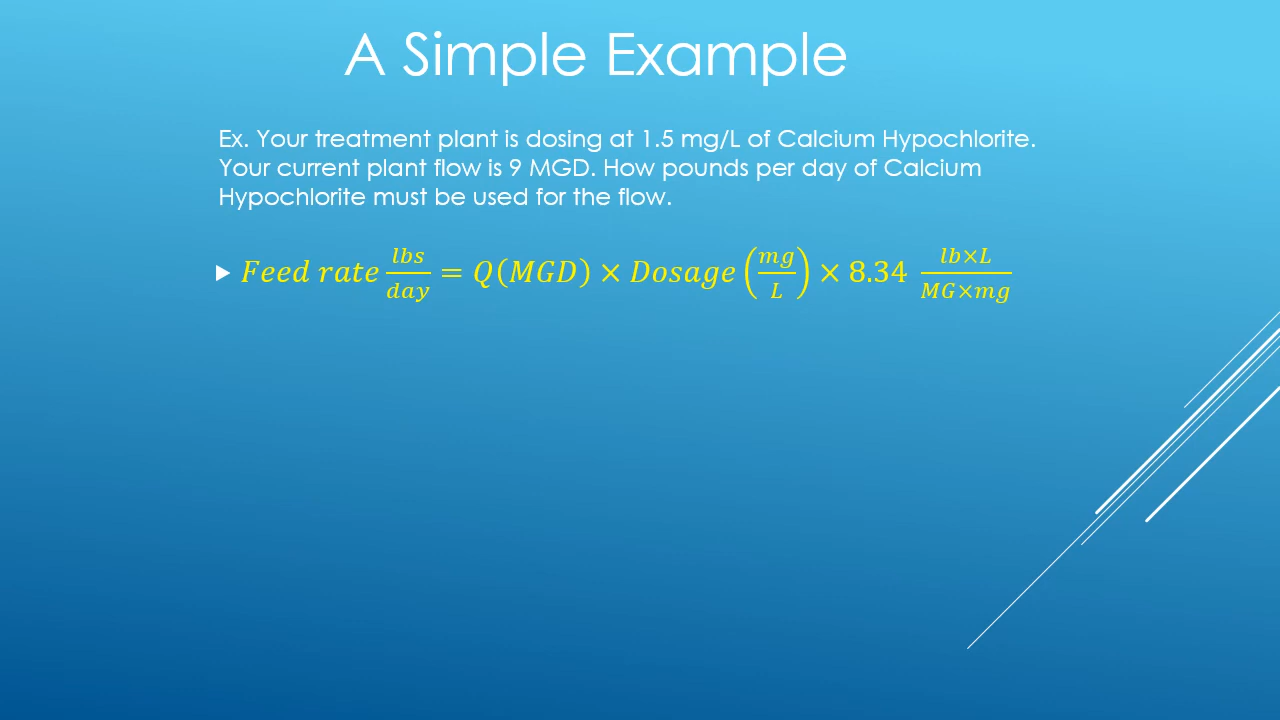 A Simple Example
Ex. Your treatment plant is dosing at 1.5 mg/L of Calcium Hypochlorite.
Your current plant flow is 9 MGD. How pounds per day of Calcium
Hypochlorite must be used for the flow.
Feed rate lbs/day = Q(MGD) × Dosage (mg/L) × 8.34 lb×L/MG×mg